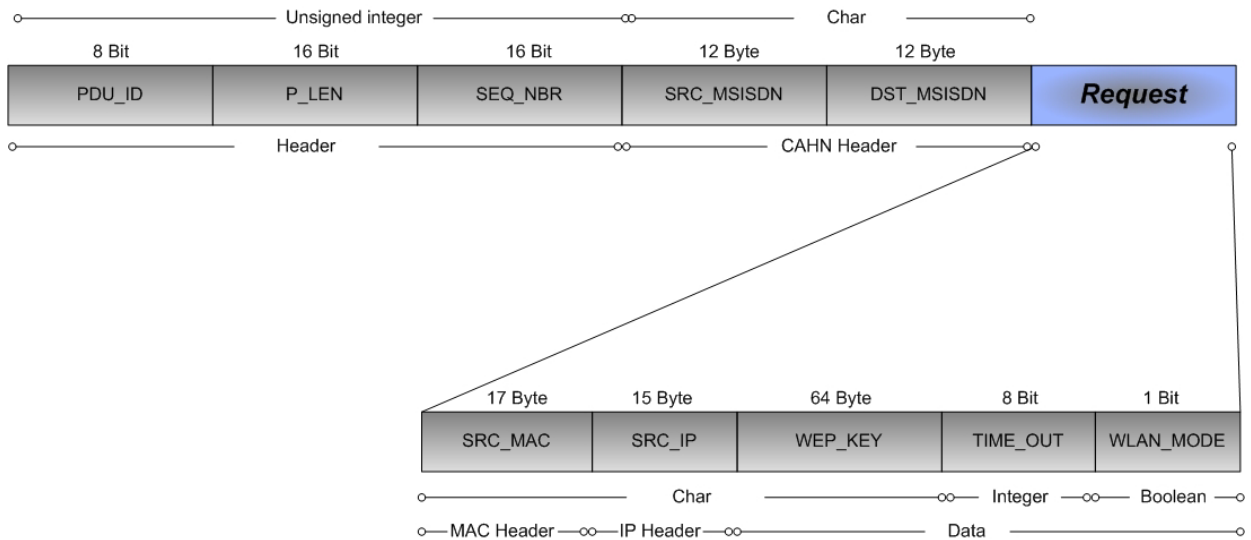 Unsigned integer Char
8 Bit 16 Bit 16 Bit 12 Byte 12 Byte
PDU_ID P_LEN SEQ_NBR SRC_MSISDN DST_MSISDN Request
Header CAHN Header
17 Byte 15 Byte 64 Byte 8 Bit 1 Bit
SRC_MAC SRC_IP WEP_KEY TIME_OUT WLAN_MODE
Char Integer Boolean
MAC Header IP Header Data